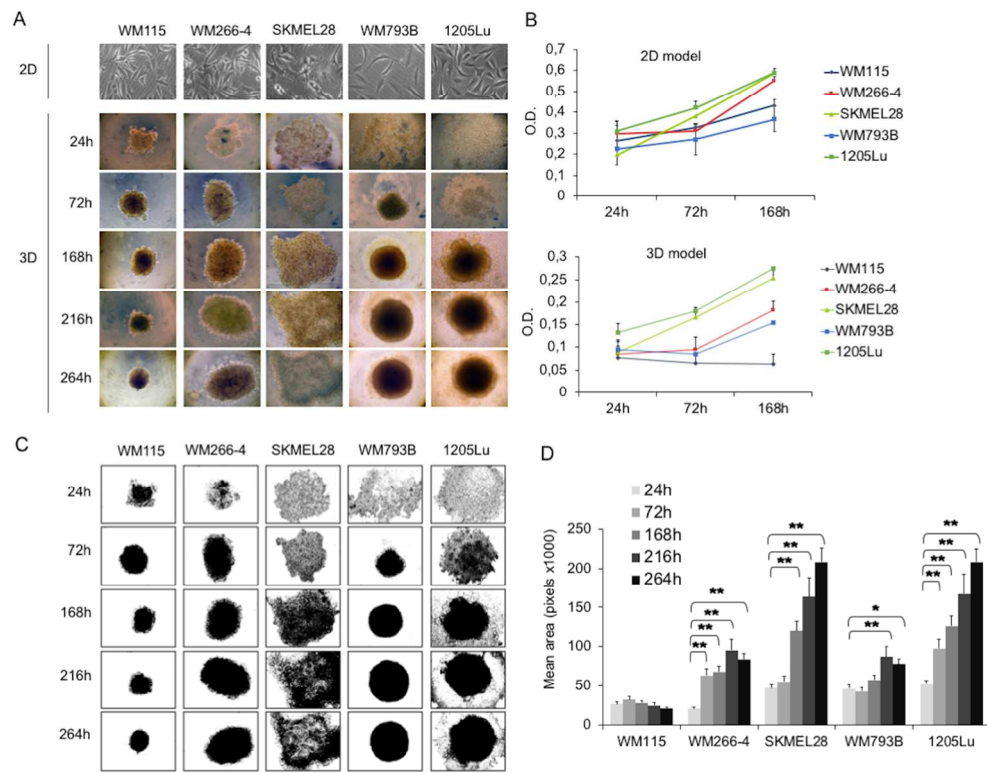 A
WM115 WM266-4 SKMEL28 WM793B 1205Lu
2D
3D
24h
72h
168h
216h
264h
B
2D model
O.D.
0,7
0,6
0,5
0,4
0,3
0,2
0,1
0
24h 72h 168h
WM115
WM266-4
SKMEL28
WM793B
1205Lu
3D model
O.D.
0,3
0,25
0,2
0,15
0,1
0,05
0
24h 72h 168h
WM115
WM266-4
SKMEL28
WM793B
1205Lu
C
WM115 WM266-4 SKMEL28 WM793B 1205Lu
24h
72h
168h
216h
264h
D
24h
72h
168h
216h
264h
Mean area (pixels x1000)
250
200
150
100
50
0
** ** ** **
** ** **
* **
** ** ** **
WM115 WM266-4 SKMEL28 WM793B 1205Lu